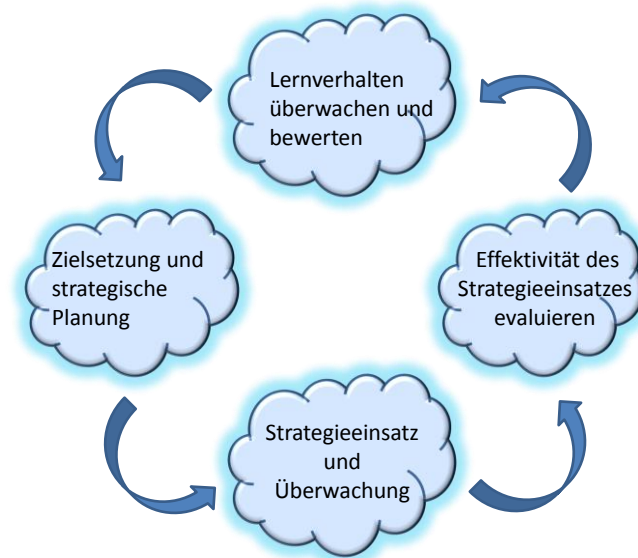 Lernverhalten
überwachen und
bewerten
Zielsetzung und
strategische
Planung
Effektivität des
Strategieeinsatzes
evaluieren
Strategieeinsatz
und
Überwachung